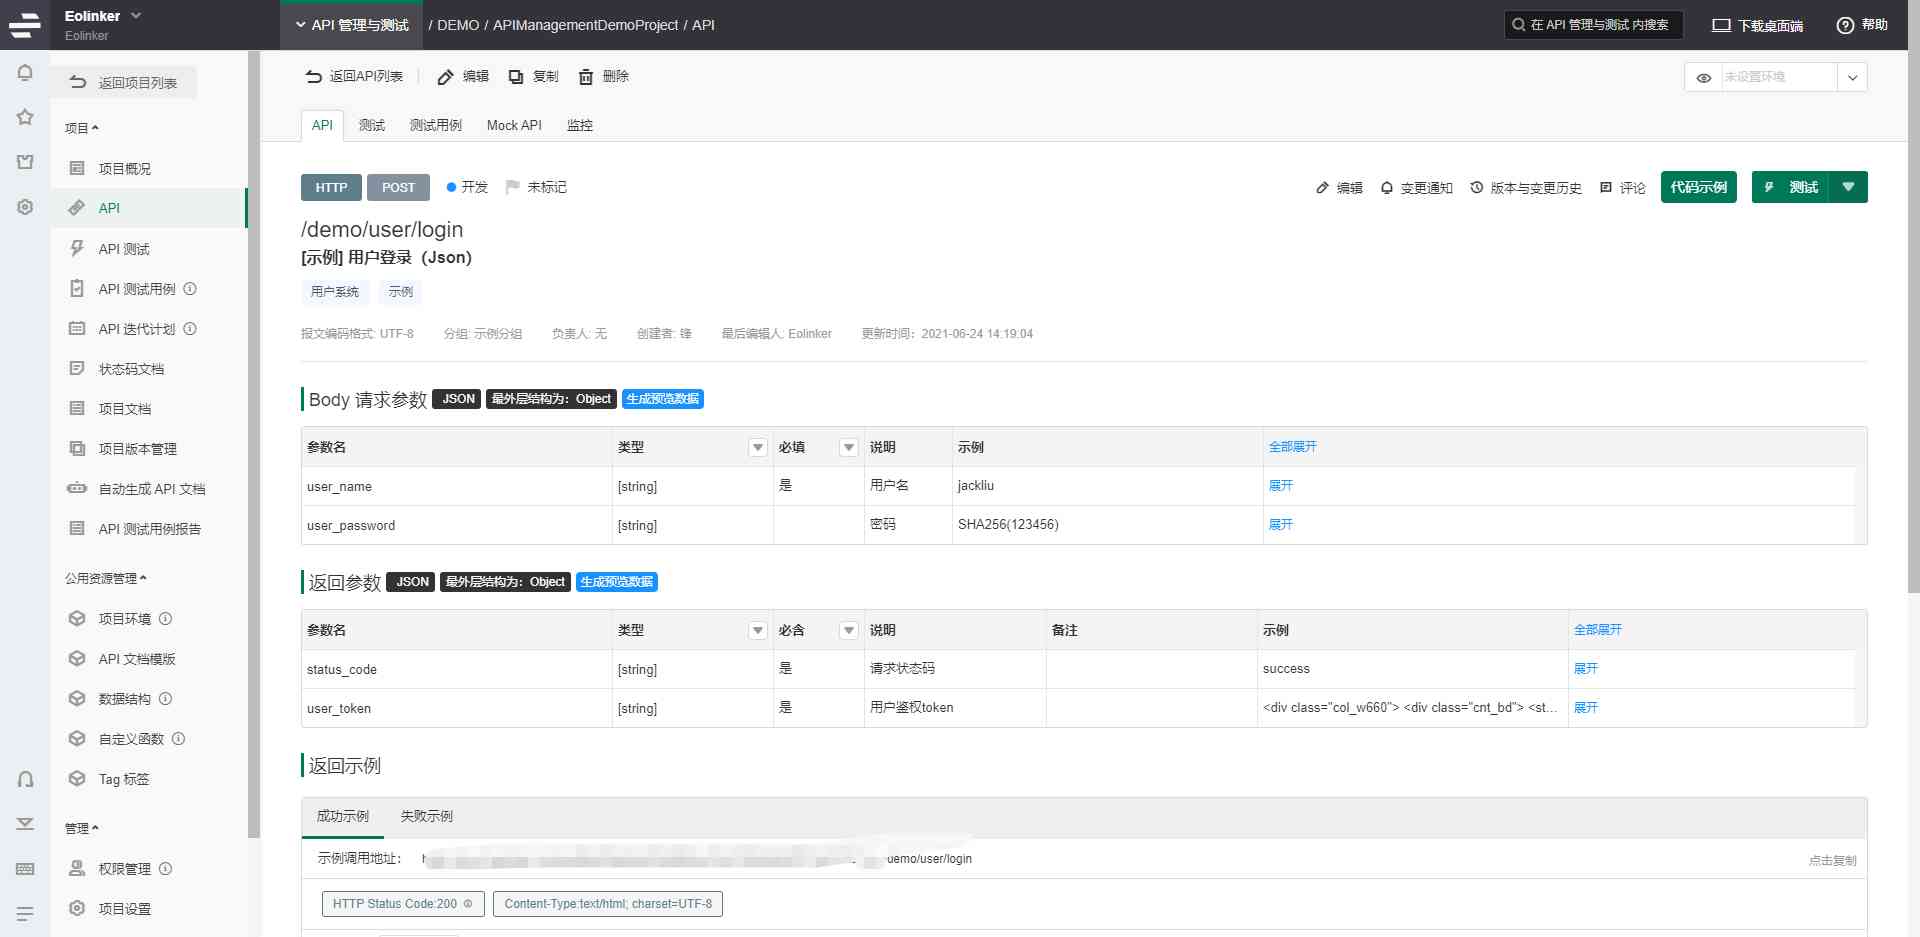 Eolinker
Eolinker
API 管理与测试 / DEMO / APIManagementDemoProject / API
在 API 管理与测试 内搜索
下载桌面端
帮助
返回项目列表
项目
项目概况
API
API 测试
API 测试用例
API 迭代计划
状态码文档
项目文档
项目版本管理
自动生成 API 文档
API 测试用例报告
公用资源管理
项目环境
API 文档模版
数据结构
自定义函数
Tag 标签
管理
权限管理
项目设置
返回API列表 编辑 复制 删除
未设置环境
API 测试 测试用例 Mock API 监控
HTTP POST 开发 未标记
编辑 变更通知 版本与变更历史 评论 代码示例 测试
/demo/user/login
[示例] 用户登录（Json）
用户系统 示例
报文编码格式: UTF-8 分组: 示例分组 负责人: 无 创建者: 锋 最后编辑人: Eolinker 更新时间: 2021-06-24 14:19:04
Body 请求参数 JSON 最外层结构为：Object 生成预览数据
参数名 类型 必填 说明 示例 全部展开
user_name [string] 是 用户名 jackliu 展开
user_password [string] 密码 SHA256(123456) 展开
返回参数 JSON 最外层结构为：Object 生成预览数据
参数名 类型 必含 说明 备注 示例 全部展开
status_code [string] 是 请求状态码 success 展开
user_token [string] 是 用户鉴权token <div class="col_w660"> <div class="cnt_bd"> <st... 展开
返回示例
成功示例 失败示例
示例调用地址： demo/user/login
点击复制
HTTP Status Code:200 Content-Type:text/html; charset=UTF-8